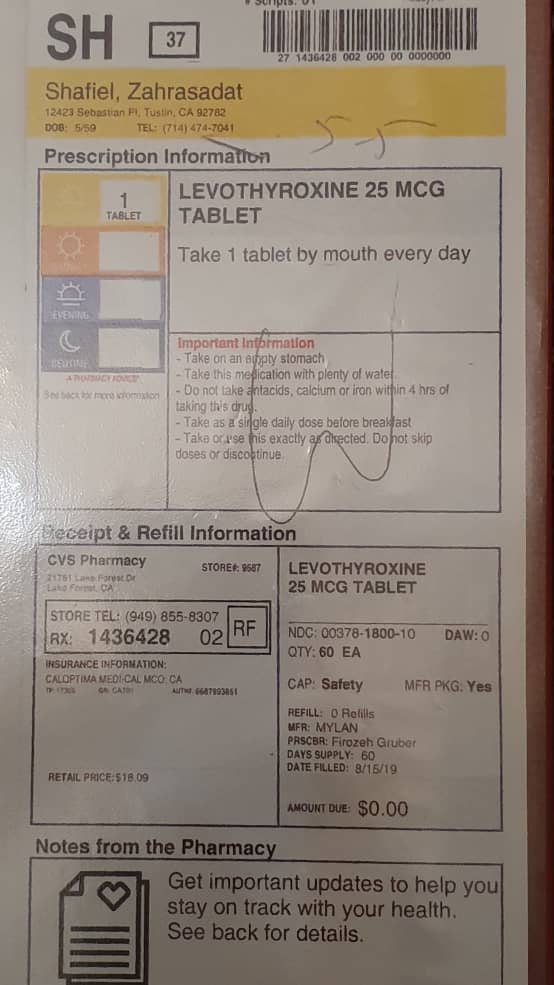 SH 37
27 1436428 002 000 00 0000000
Shafiel, Zahrasadat
12423 Sebastian Pl, Tustin, CA 92782
DOB: 5/59 TEL: (714) 474-7041
5-5
Prescription Information
1
TABLET
EVENING
BEDTIME
See back for more information
LEVOTHYROXINE 25 MCG
TABLET
Take 1 tablet by mouth every day
Important Information
- Take on an empty stomach
- Take this medication with plenty of water.
- Do not take antacids, calcium or iron within 4 hrs of
taking this drug.
- Take as a single daily dose before breakfast
- Take or use this exactly as directed. Do not skip
doses or discontinue.
Receipt & Refill Information
CVS Pharmacy STORE#: 9587
21761 Lake Forest Dr
Lake Forest, CA
STORE TEL: (949) 855-8307
RX: 1436428 02 RF
INSURANCE INFORMATION:
CALOPTIMA MEDI-CAL MCO: CA
RETAIL PRICE:$18.09
LEVOTHYROXINE
25 MCG TABLET
NDC: 00378-1800-10 DAW: 0
QTY: 60 EA
CAP: Safety MFR PKG: Yes
REFILL: 0 Refills
MFR: MYLAN
PRSCBR: Firozeh Gruber
DAYS SUPPLY: 60
DATE FILLED: 8/15/19
AMOUNT DUE: $0.00
Notes from the Pharmacy
Get important updates to help you
stay on track with your health.
See back for details.